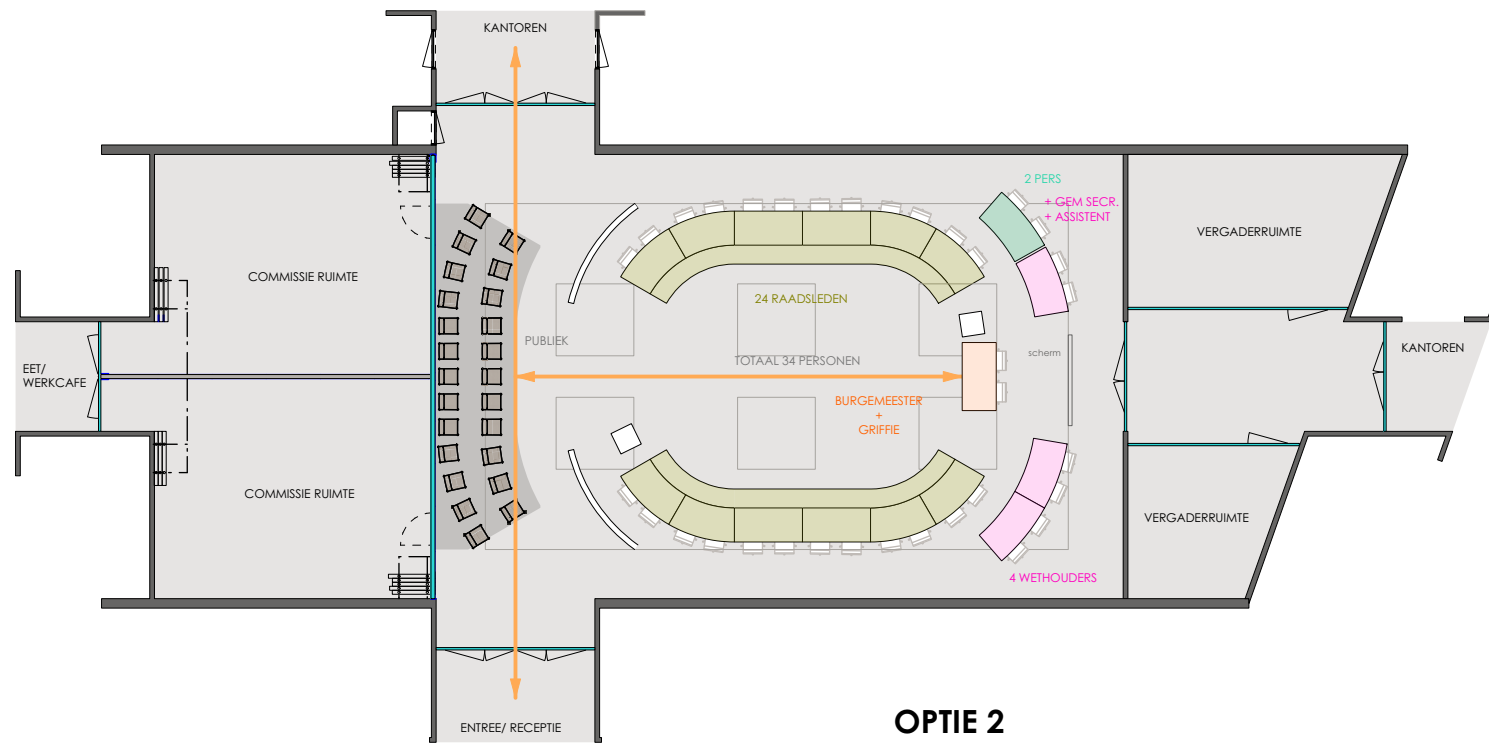 KANTOREN
2 PERS
+ GEM SECR.
+ ASSISTENT
VERGADERRUIMTE
COMMISSIE RUIMTE
24 RAADSLEDEN
PUBLIEK
TOTAAL 34 PERSONEN
scherm
KANTOREN
EET/
WERKCAFE
BURGEMEESTER
+
GRIFFIE
COMMISSIE RUIMTE
VERGADERRUIMTE
4 WETHOUDERS
ENTREE/ RECEPTIE
OPTIE 2